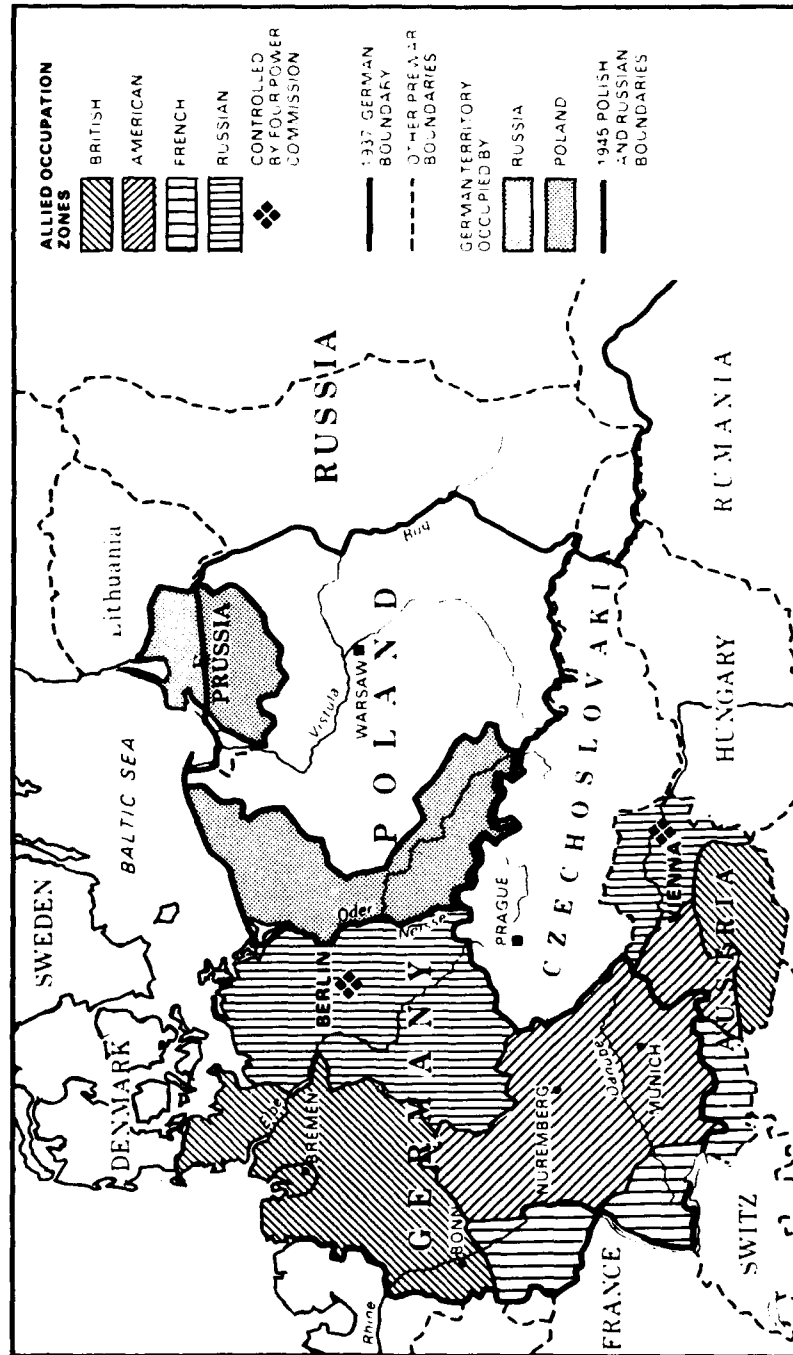 SWEDEN
DENMARK
BALTIC SEA
Lithuania
PRUSSIA
RUSSIA
Elbe
BREMEN
BERLIN
Oder
Neisse
Vistula
WARSAW
Bug
POLAND
GERMANY
Rhine
BONN
PRAGUE
CZECHOSLOVAKIA
NUREMBERG
Danube
MUNICH
VIENNA
AUSTRIA
FRANCE
SWITZ
HUNGARY
RUMANIA
ALLIED OCCUPATION
ZONES
BRITISH
AMERICAN
FRENCH
RUSSIAN
CONTROLLED
BY FOUR POWER
COMMISSION
1937 GERMAN
BOUNDARY
OTHER PREWAR
BOUNDARIES
GERMAN TERRITORY
OCCUPIED BY
RUSSIA
POLAND
1945 POLISH
AND RUSSIAN
BOUNDARIES